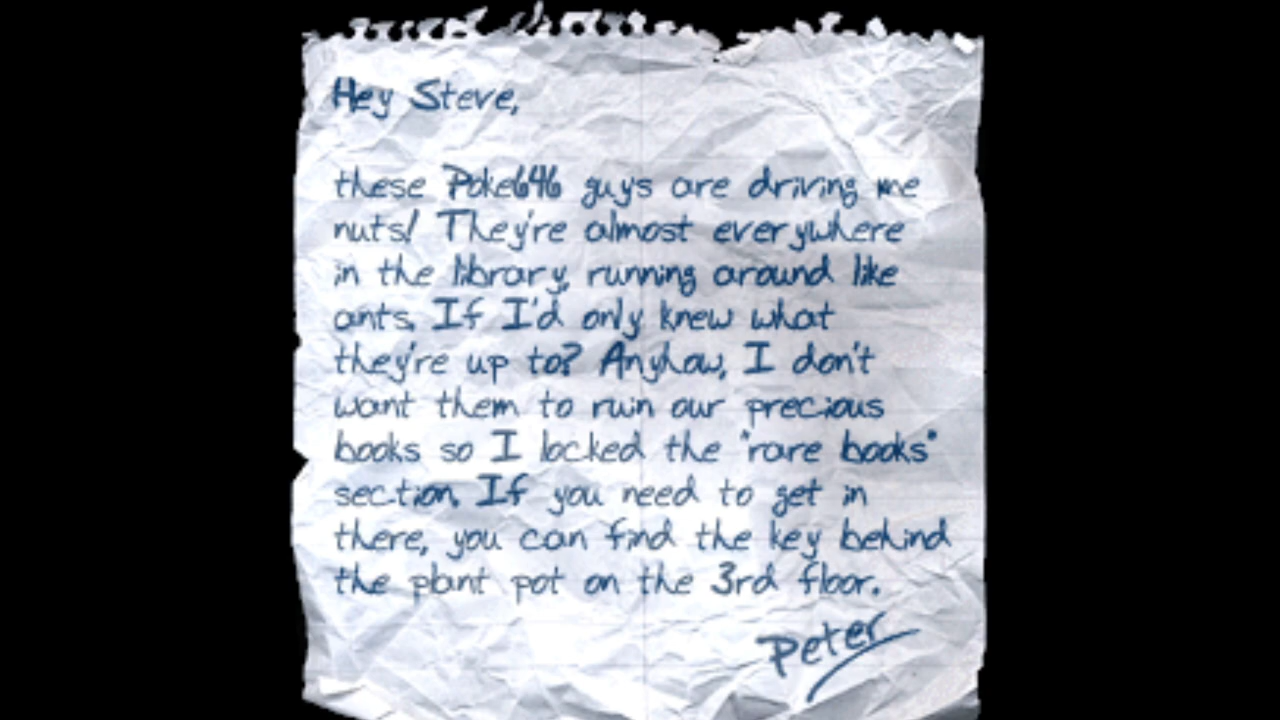 Hey Steve,
these Poke646 guys are driving me
nuts! They're almost everywhere
in the library, running around like
ants. If I'd only knew what
they're up to? Anyhow, I don't
want them to ruin our precious
books so I locked the "rare books"
section. If you need to get in
there, you can find the key behind
the plant pot on the 3rd floor.
Peter